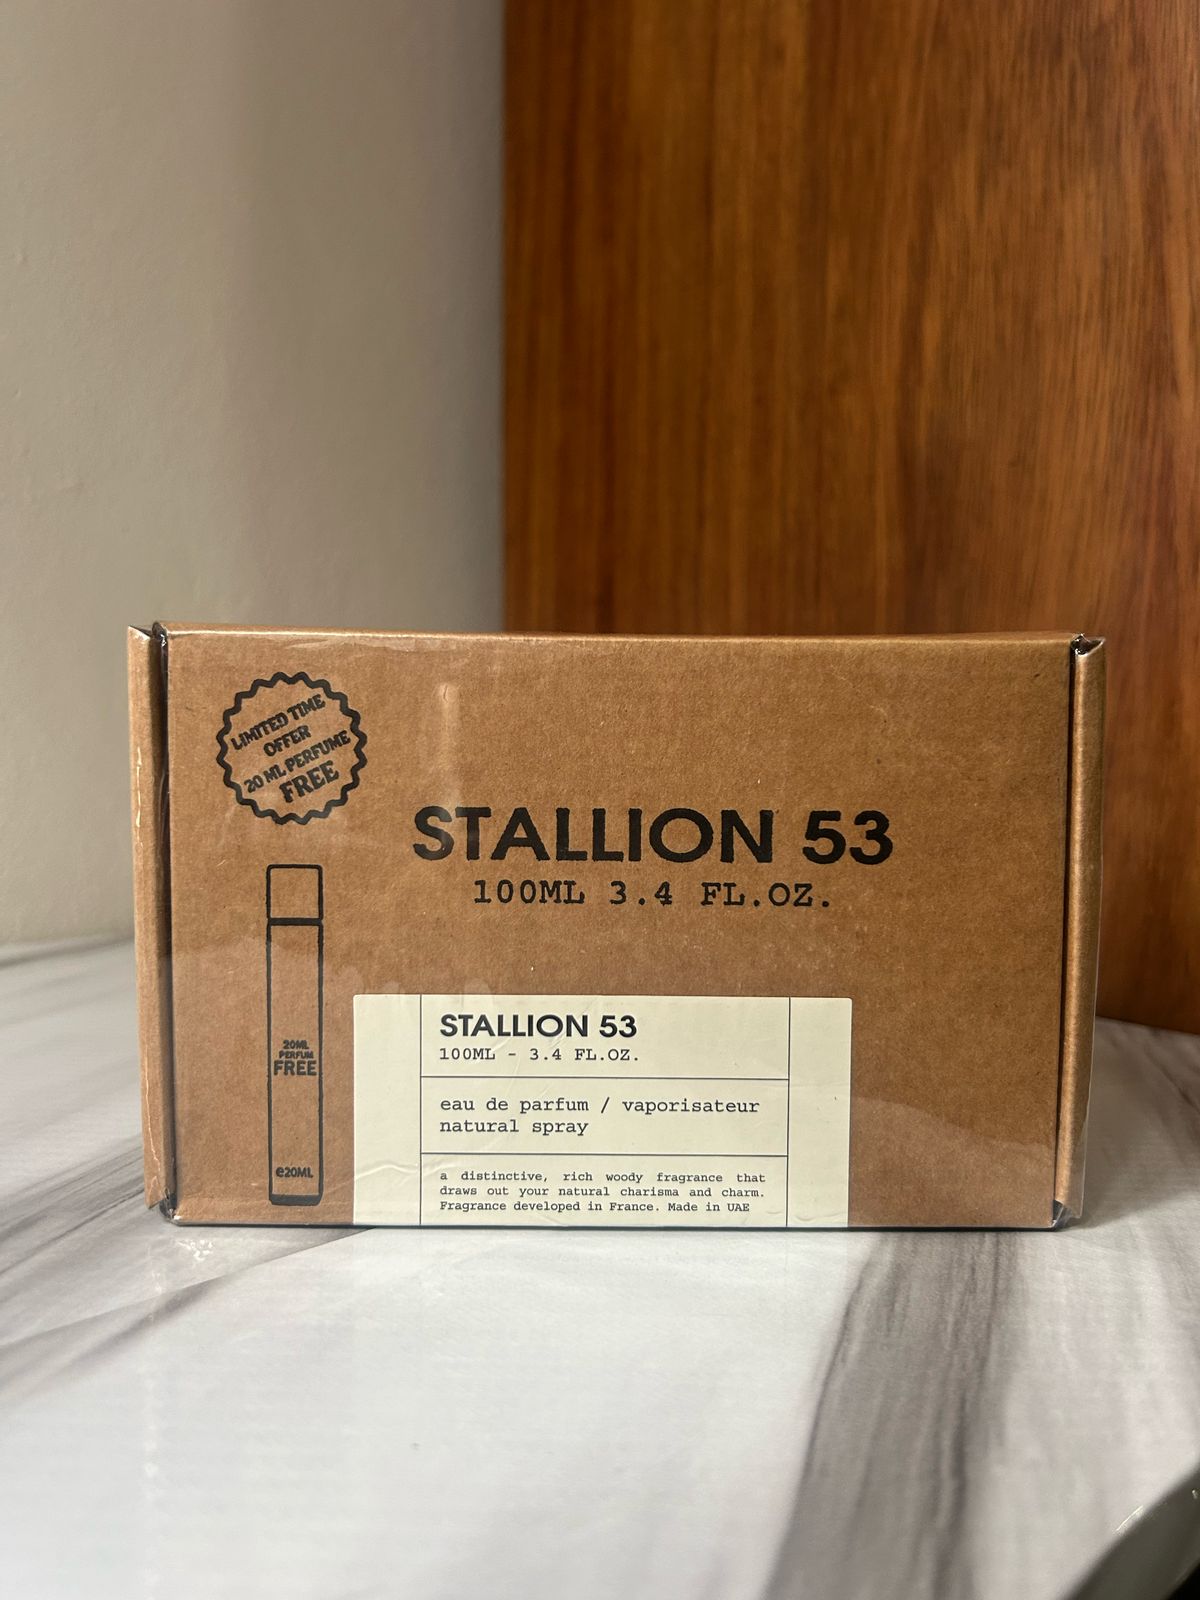 LIMITED TIME
OFFER
20 ML PERFUME
FREE
STALLION 53
100ML 3.4 FL.OZ.
20ML
PERFUM
FREE
e20ML
STALLION 53
100ML - 3.4 FL.OZ.
eau de parfum / vaporisateur
natural spray
a distinctive, rich woody fragrance that
draws out your natural charisma and charm.
Fragrance developed in France. Made in UAE